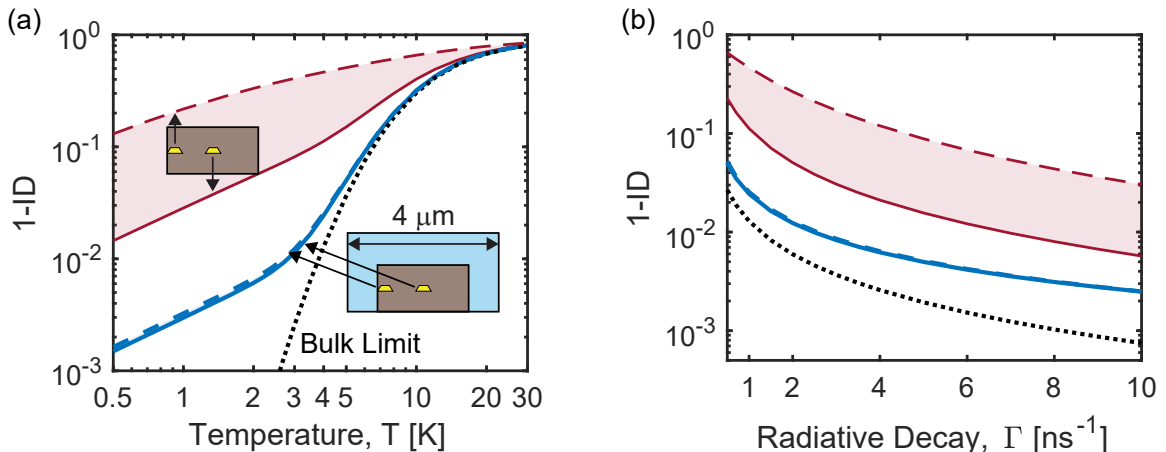 (a)
1-ID
10^0
10^-1
10^-2
10^-3
4 μm
Bulk Limit
0.5 1 2 3 4 5 10 20 30
Temperature, T [K]
(b)
1-ID
10^0
10^-1
10^-2
10^-3
1 2 4 6 8 10
Radiative Decay, Γ [ns^-1]